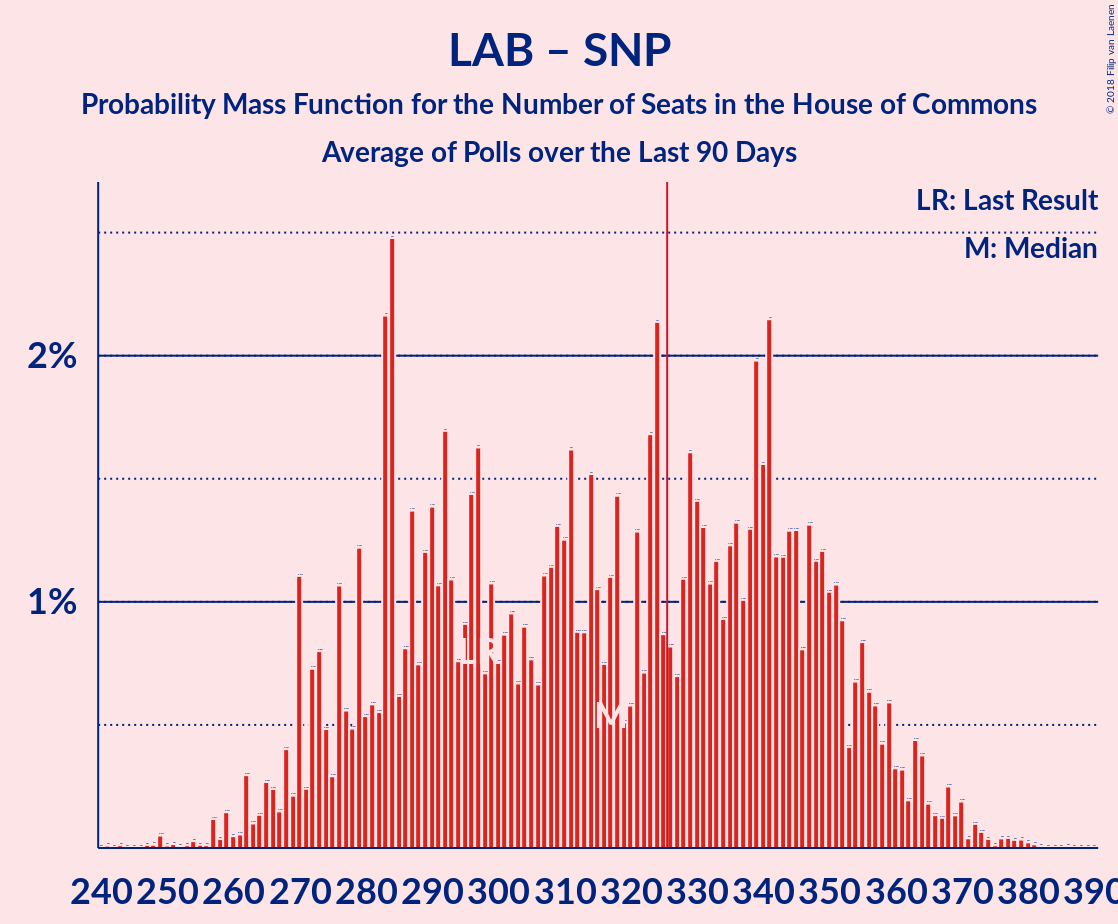 LAB – SNP
Probability Mass Function for the Number of Seats in the House of Commons
Average of Polls over the Last 90 Days
© 2018 Filip van Laenen
LR: Last Result
M: Median
2%
1%
LR
M
240 250 260 270 280 290 300 310 320 330 340 350 360 370 380 390